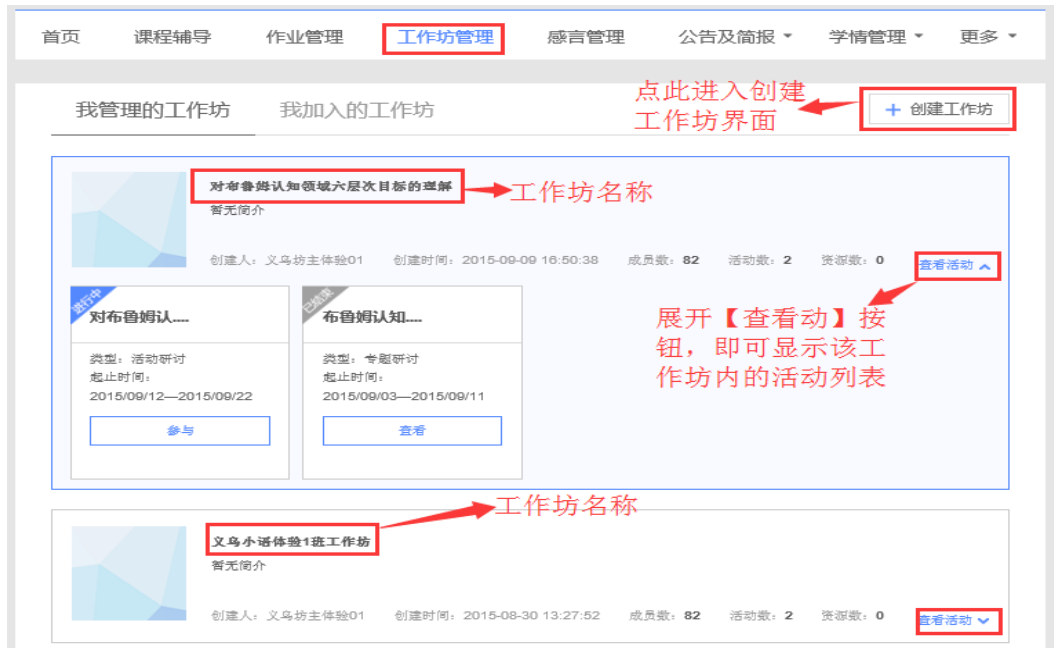 首页 课程辅导 作业管理 工作坊管理 感言管理 公告及简报 学情管理 更多
我管理的工作坊 我加入的工作坊
点此进入创建
工作坊界面
+ 创建工作坊
对布鲁姆认知领域六层次目标的理解
工作坊名称
暂无简介
创建人：义乌坊主体验01 创建时间：2015-09-09 16:50:38 成员数：82 活动数：2 资源数：0 查看活动
进行中
对布鲁姆认....
类型：活动研讨
起止时间：
2015/09/12—2015/09/22
参与
已结束
布鲁姆认知....
类型：专题研讨
起止时间：
2015/09/03—2015/09/11
查看
展开【查看动】按
钮，即可显示该工
作坊内的活动列表
工作坊名称
义乌小语体验1班工作坊
暂无简介
创建人：义乌坊主体验01 创建时间：2015-08-30 13:27:52 成员数：82 活动数：2 资源数：0 查看活动